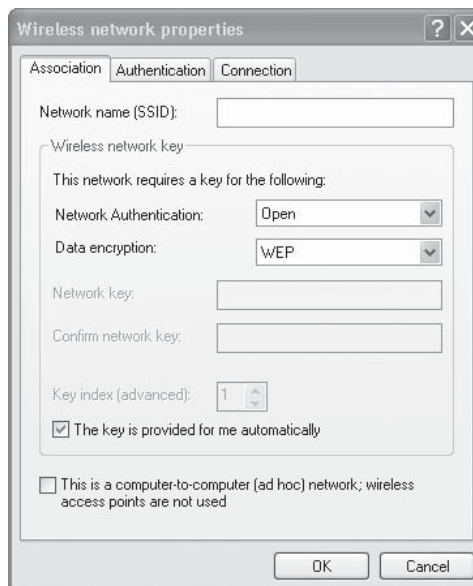 Wireless network properties
Association Authentication Connection
Network name (SSID):
Wireless network key
This network requires a key for the following:
Network Authentication: Open
Data encryption: WEP
Network key:
Confirm network key:
Key index (advanced): 1
The key is provided for me automatically
This is a computer-to-computer (ad hoc) network; wireless
access points are not used
OK Cancel